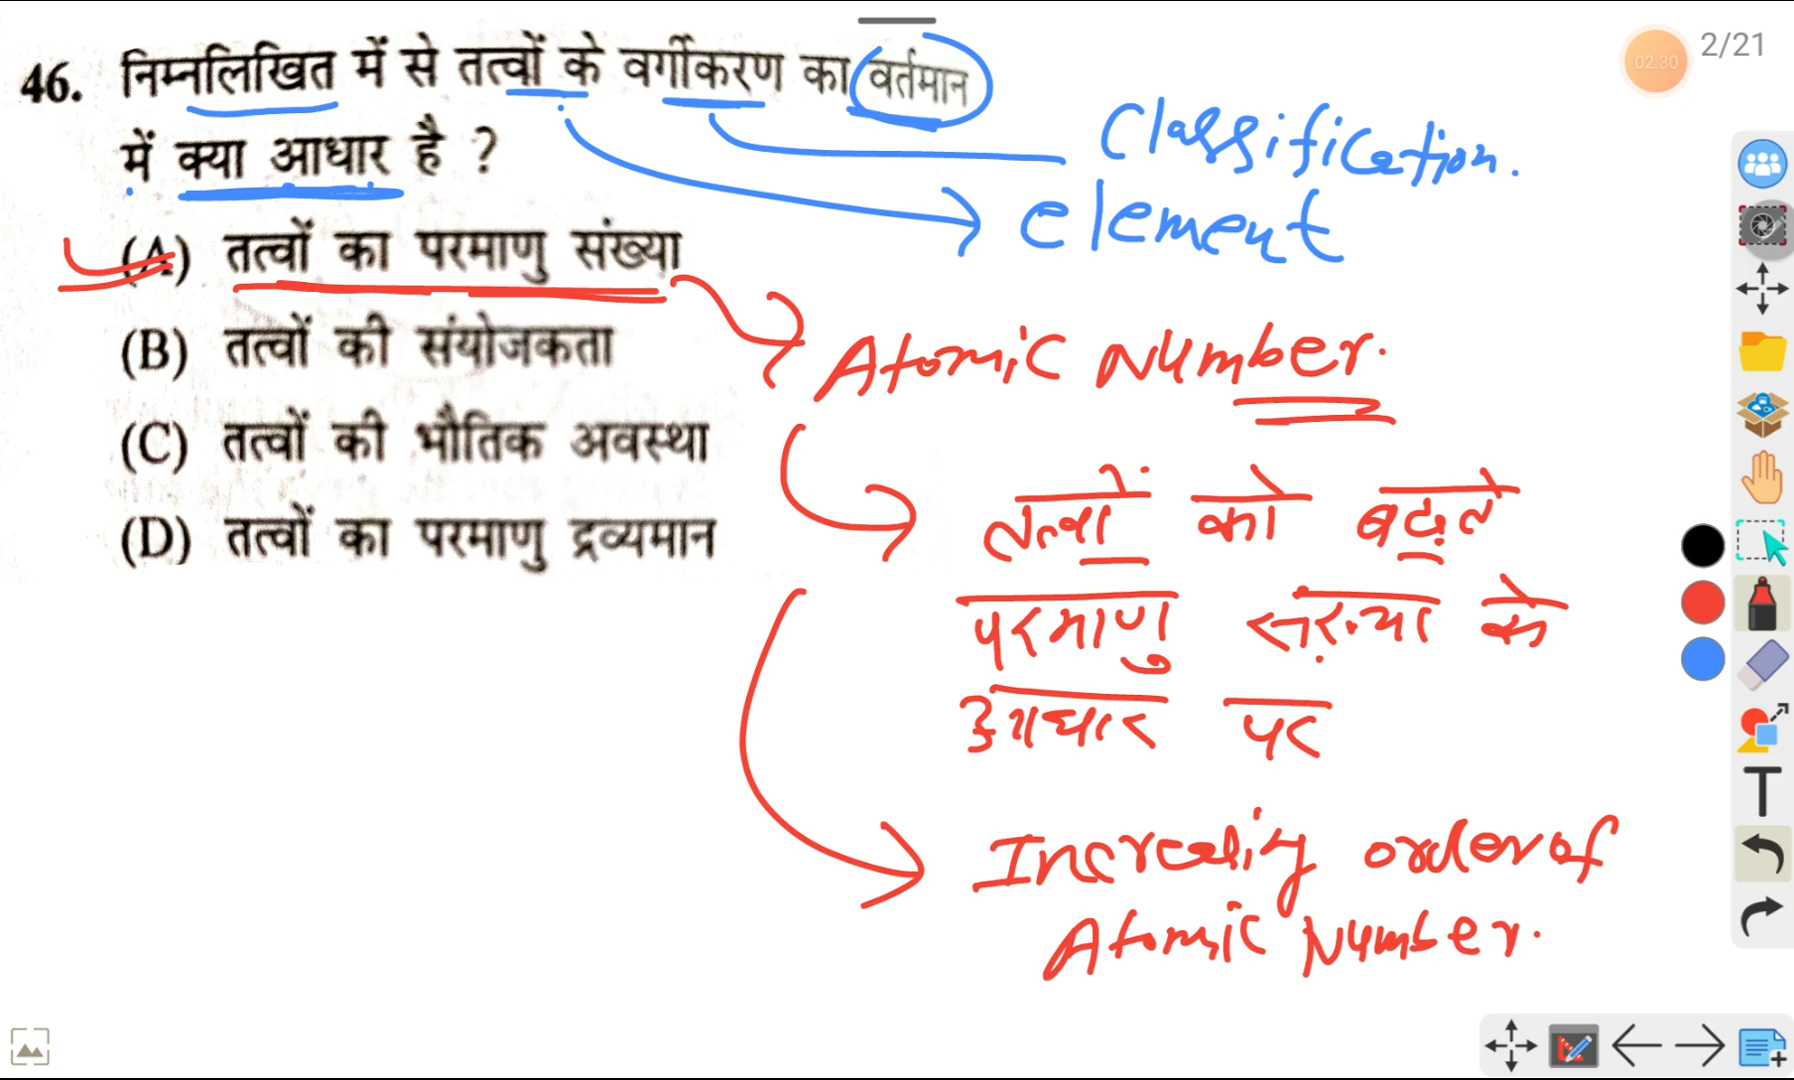 2/21
02:30
46. निम्नलिखित में से तत्वों के वर्गीकरण का वर्तमान
में क्या आधार है ?
Classification.
element
(A) तत्वों का परमाणु संख्या
(B) तत्वों की संयोजकता
(C) तत्वों की भौतिक अवस्था
(D) तत्वों का परमाणु द्रव्यमान
Atomic Number.
तत्वों को बढ़ते
परमाणु संख्या के
आधार पर
Increasing order of
Atomic Number.
T